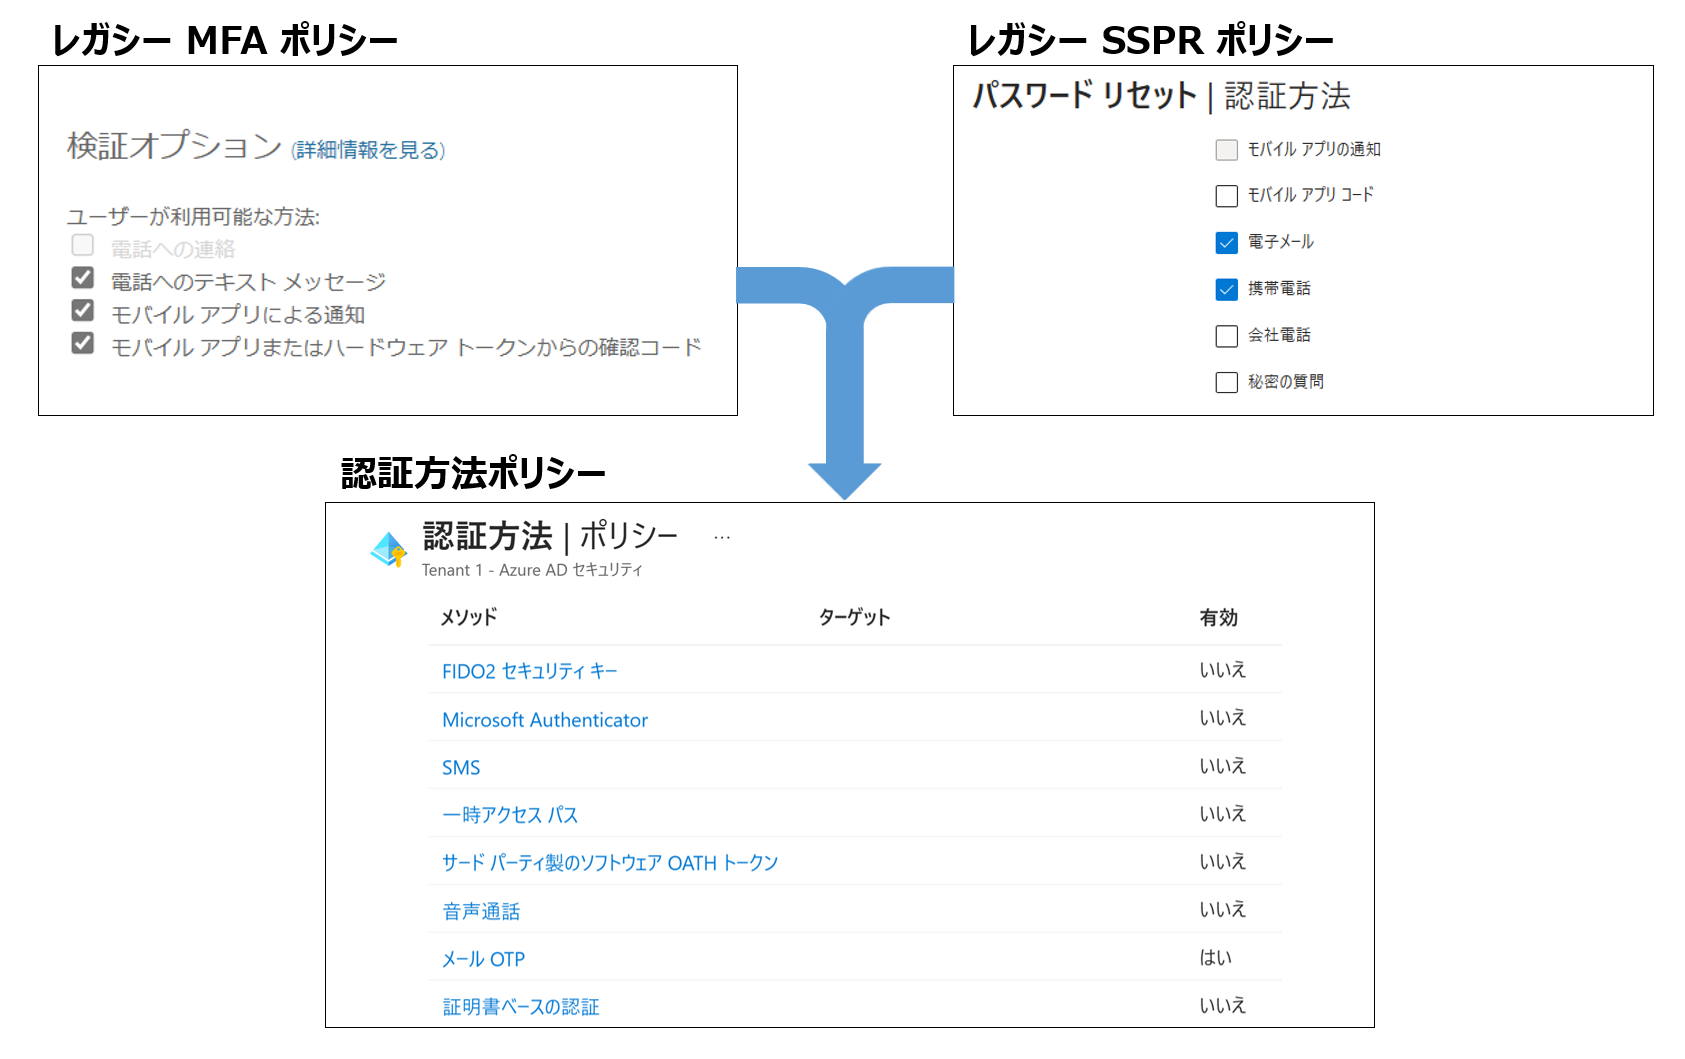 レガシー MFA ポリシー
検証オプション (詳細情報を見る)
ユーザーが利用可能な方法:
電話への連絡
電話へのテキスト メッセージ
モバイル アプリによる通知
モバイル アプリまたはハードウェア トークンからの確認コード
レガシー SSPR ポリシー
パスワード リセット | 認証方法
モバイル アプリの通知
モバイル アプリ コード
電子メール
携帯電話
会社電話
秘密の質問
認証方法ポリシー
認証方法 | ポリシー ...
Tenant 1 - Azure AD セキュリティ
メソッド ターゲット 有効
FIDO2 セキュリティ キー いいえ
Microsoft Authenticator いいえ
SMS いいえ
一時アクセス パス いいえ
サード パーティ製のソフトウェア OATH トークン いいえ
音声通話 いいえ
メール OTP はい
証明書ベースの認証 いいえ